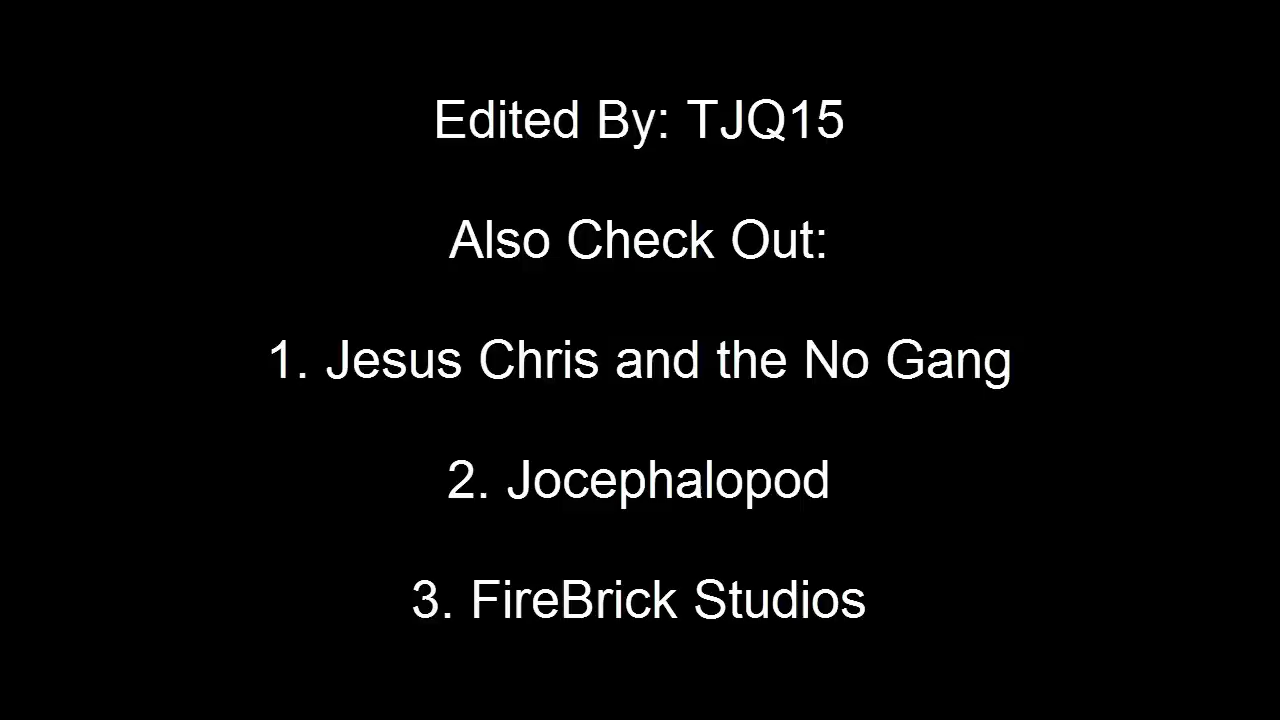 Edited By: TJQ15
Also Check Out:
1. Jesus Chris and the No Gang
2. Jocephalopod
3. FireBrick Studios